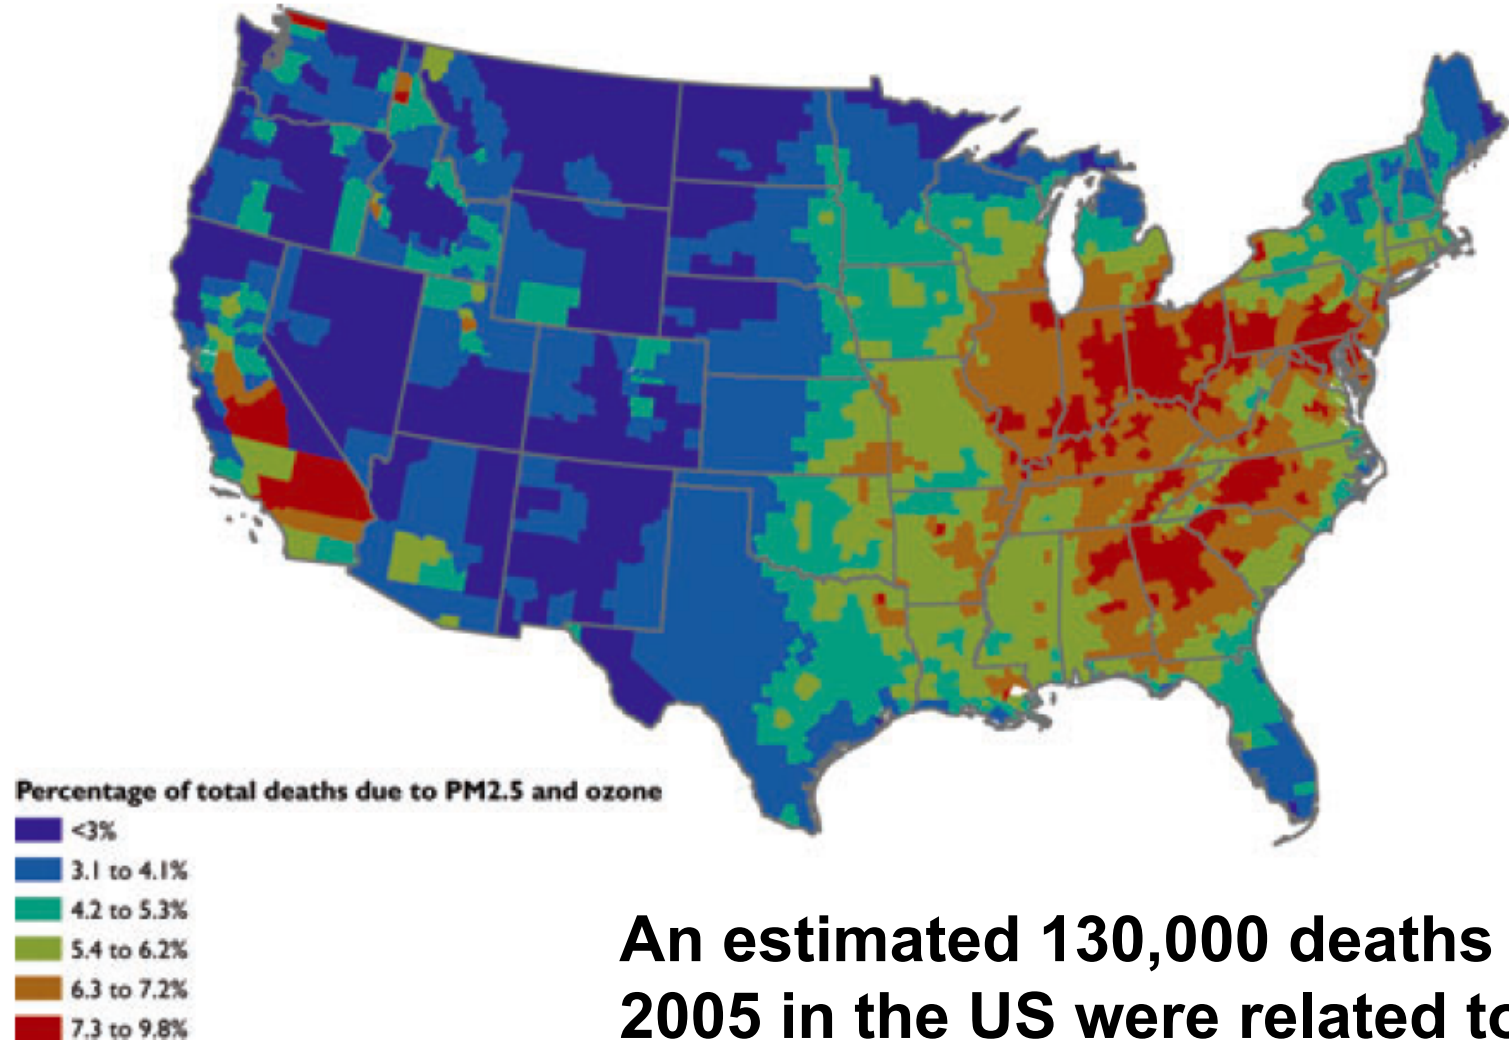 Percentage of total deaths due to PM2.5 and ozone
<3%
3.1 to 4.1%
4.2 to 5.3%
5.4 to 6.2%
6.3 to 7.2%
7.3 to 9.8%
An estimated 130,000 deaths
2005 in the US were related to